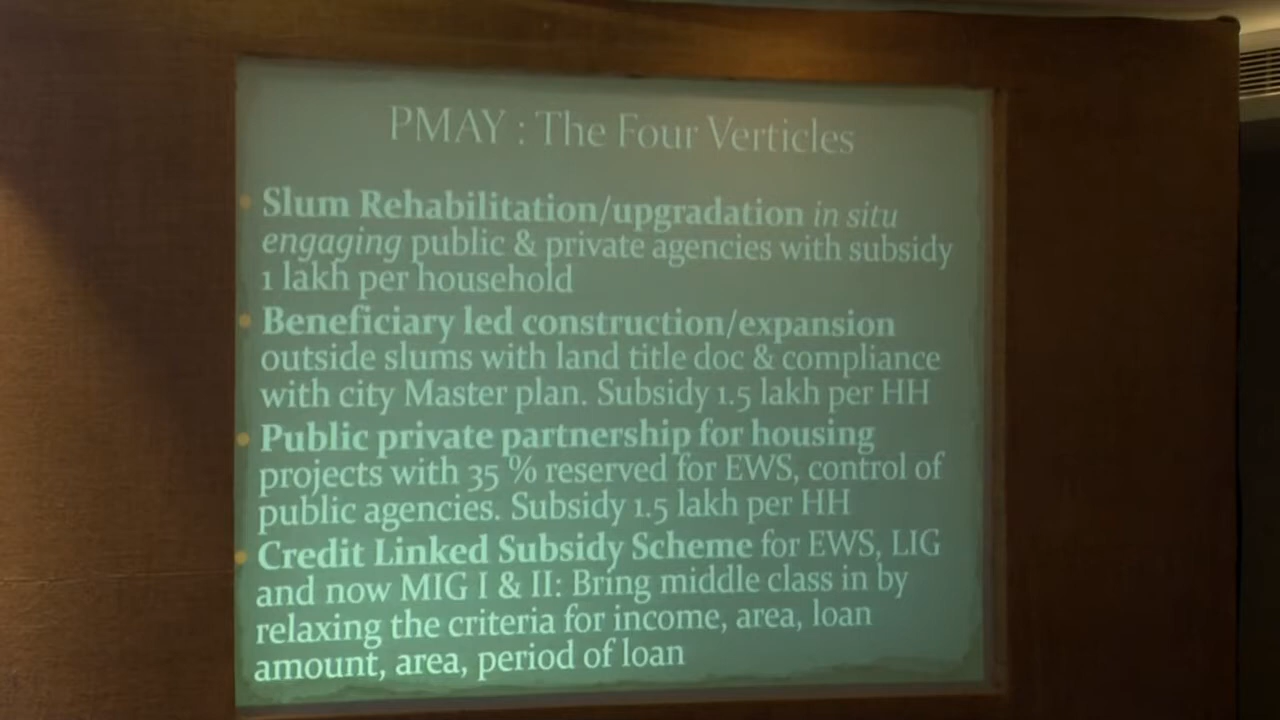 PMAY : The Four Verticles
• Slum Rehabilitation/upgradation in situ
engaging public & private agencies with subsidy
1 lakh per household
• Beneficiary led construction/expansion
outside slums with land title doc & compliance
with city Master plan. Subsidy 1.5 lakh per HH
• Public private partnership for housing
projects with 35 % reserved for EWS, control of
public agencies. Subsidy 1.5 lakh per HH
• Credit Linked Subsidy Scheme for EWS, LIG
and now MIG I & II: Bring middle class in by
relaxing the criteria for income, area, loan
amount, area, period of loan